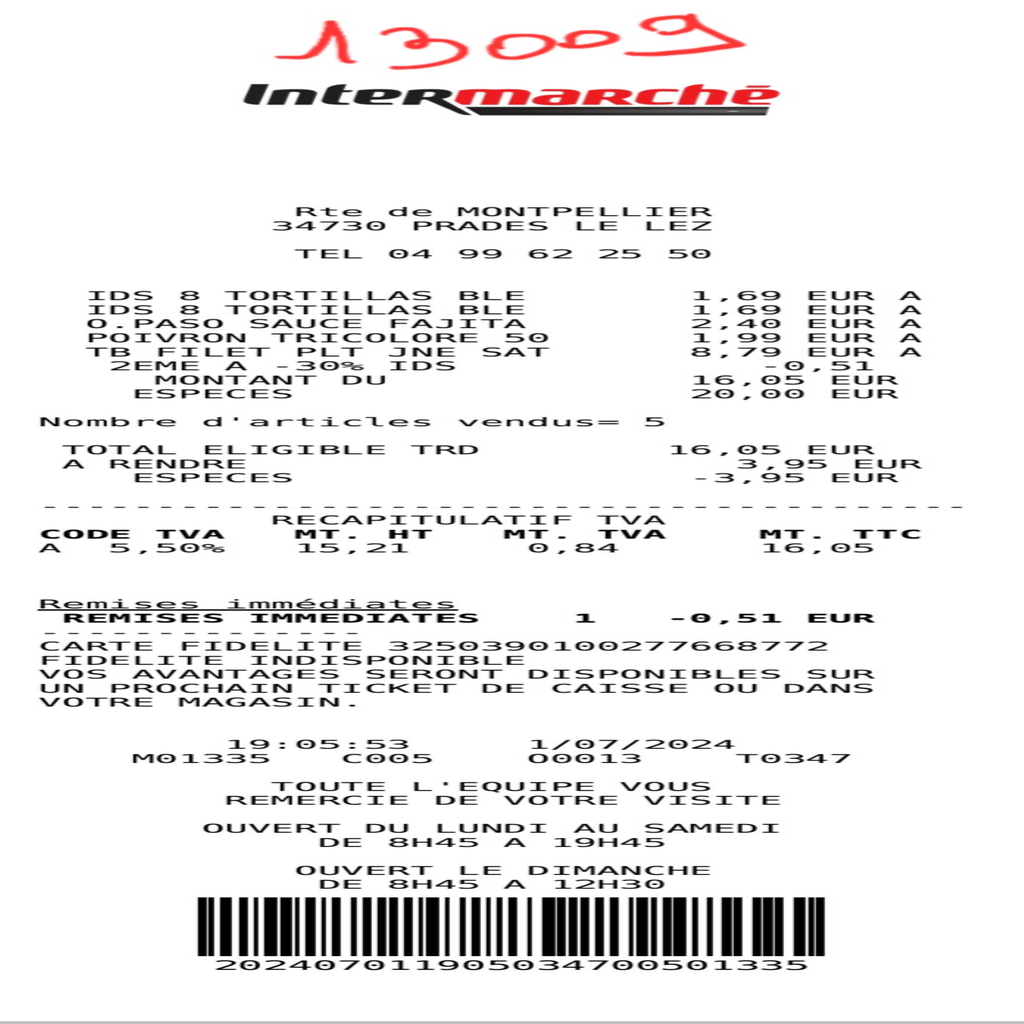 13009
Intermarché
Rte de MONTPELLIER
34730 PRADES LE LEZ
TEL 04 99 62 25 50
IDS 8 TORTILLAS BLE 1,69 EUR A
IDS 8 TORTILLAS BLE 1,69 EUR A
O.PASO SAUCE FAJITA 2,40 EUR A
POIVRON TRICOLORE 50 1,99 EUR A
TB FILET PLT JNE SAT 8,79 EUR A
2EME A -30% IDS -0,51
MONTANT DU 16,05 EUR
ESPECES 20,00 EUR
Nombre d'articles vendus= 5
TOTAL ELIGIBLE TRD 16,05 EUR
A RENDRE 3,95 EUR
ESPECES -3,95 EUR
----------------------------------------
RECAPITULATIF TVA
CODE TVA MT. HT MT. TVA MT. TTC
A 5,50% 15,21 0,84 16,05
Remises immédiates
REMISES IMMEDIATES 1 -0,51 EUR
--------------
CARTE FIDELITE 3250390100277668772
FIDELITE INDISPONIBLE
VOS AVANTAGES SERONT DISPONIBLES SUR
UN PROCHAIN TICKET DE CAISSE OU DANS
VOTRE MAGASIN.
19:05:53 1/07/2024
M01335 C005 O0013 T0347
TOUTE L'EQUIPE VOUS
REMERCIE DE VOTRE VISITE
OUVERT DU LUNDI AU SAMEDI
DE 8H45 A 19H45
OUVERT LE DIMANCHE
DE 8H45 A 12H30
20240701190503470050​1335